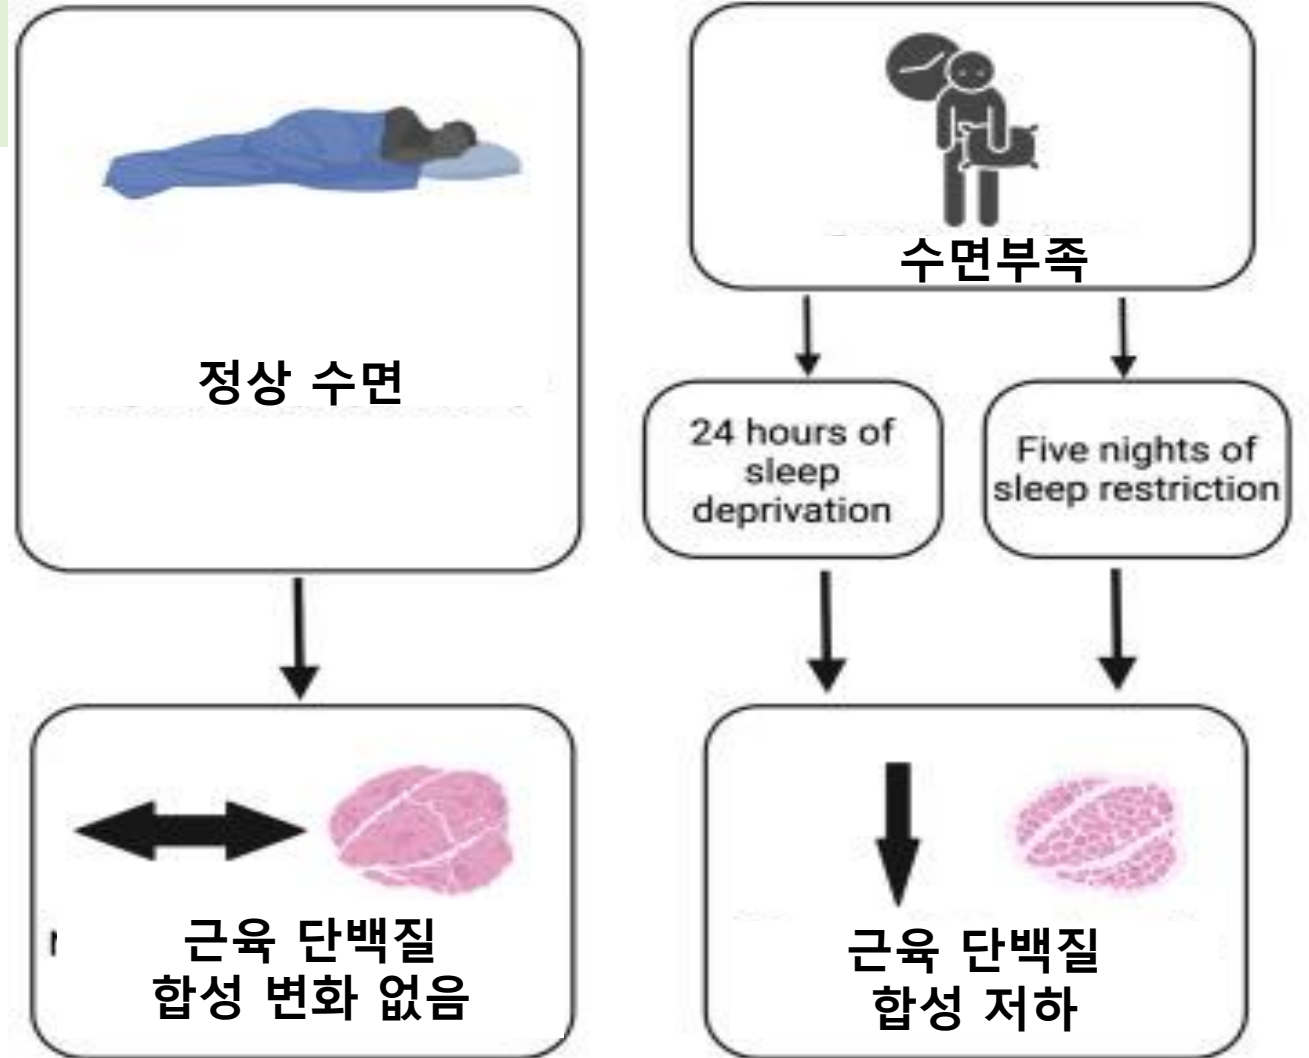 정상 수면
수면부족
24 hours of
sleep
deprivation
Five nights of
sleep restriction
근육 단백질
합성 변화 없음
근육 단백질
합성 저하